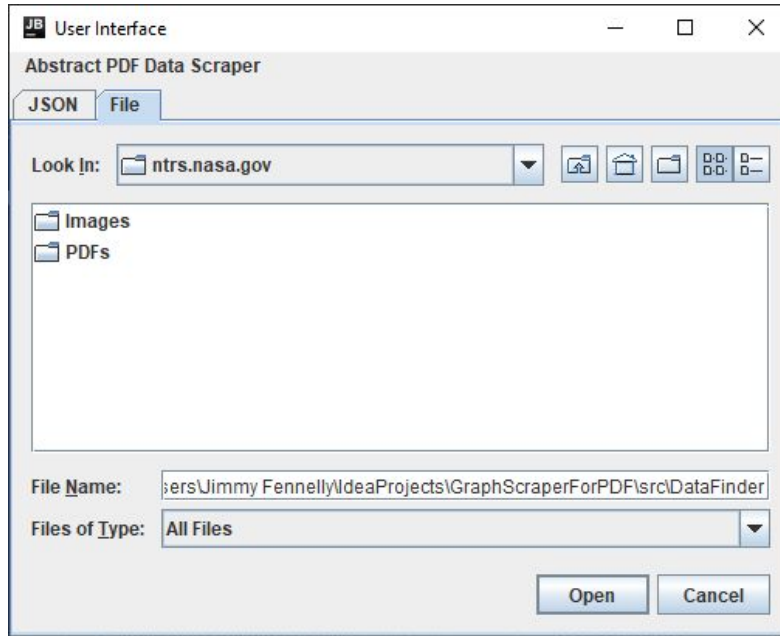 JB User Interface
Abstract PDF Data Scraper
JSON File
Look In: ntrs.nasa.gov
Images
PDFs
File Name: sers\Jimmy Fennelly\IdeaProjects\GraphScraperForPDF\src\DataFinder
Files of Type: All Files
Open Cancel